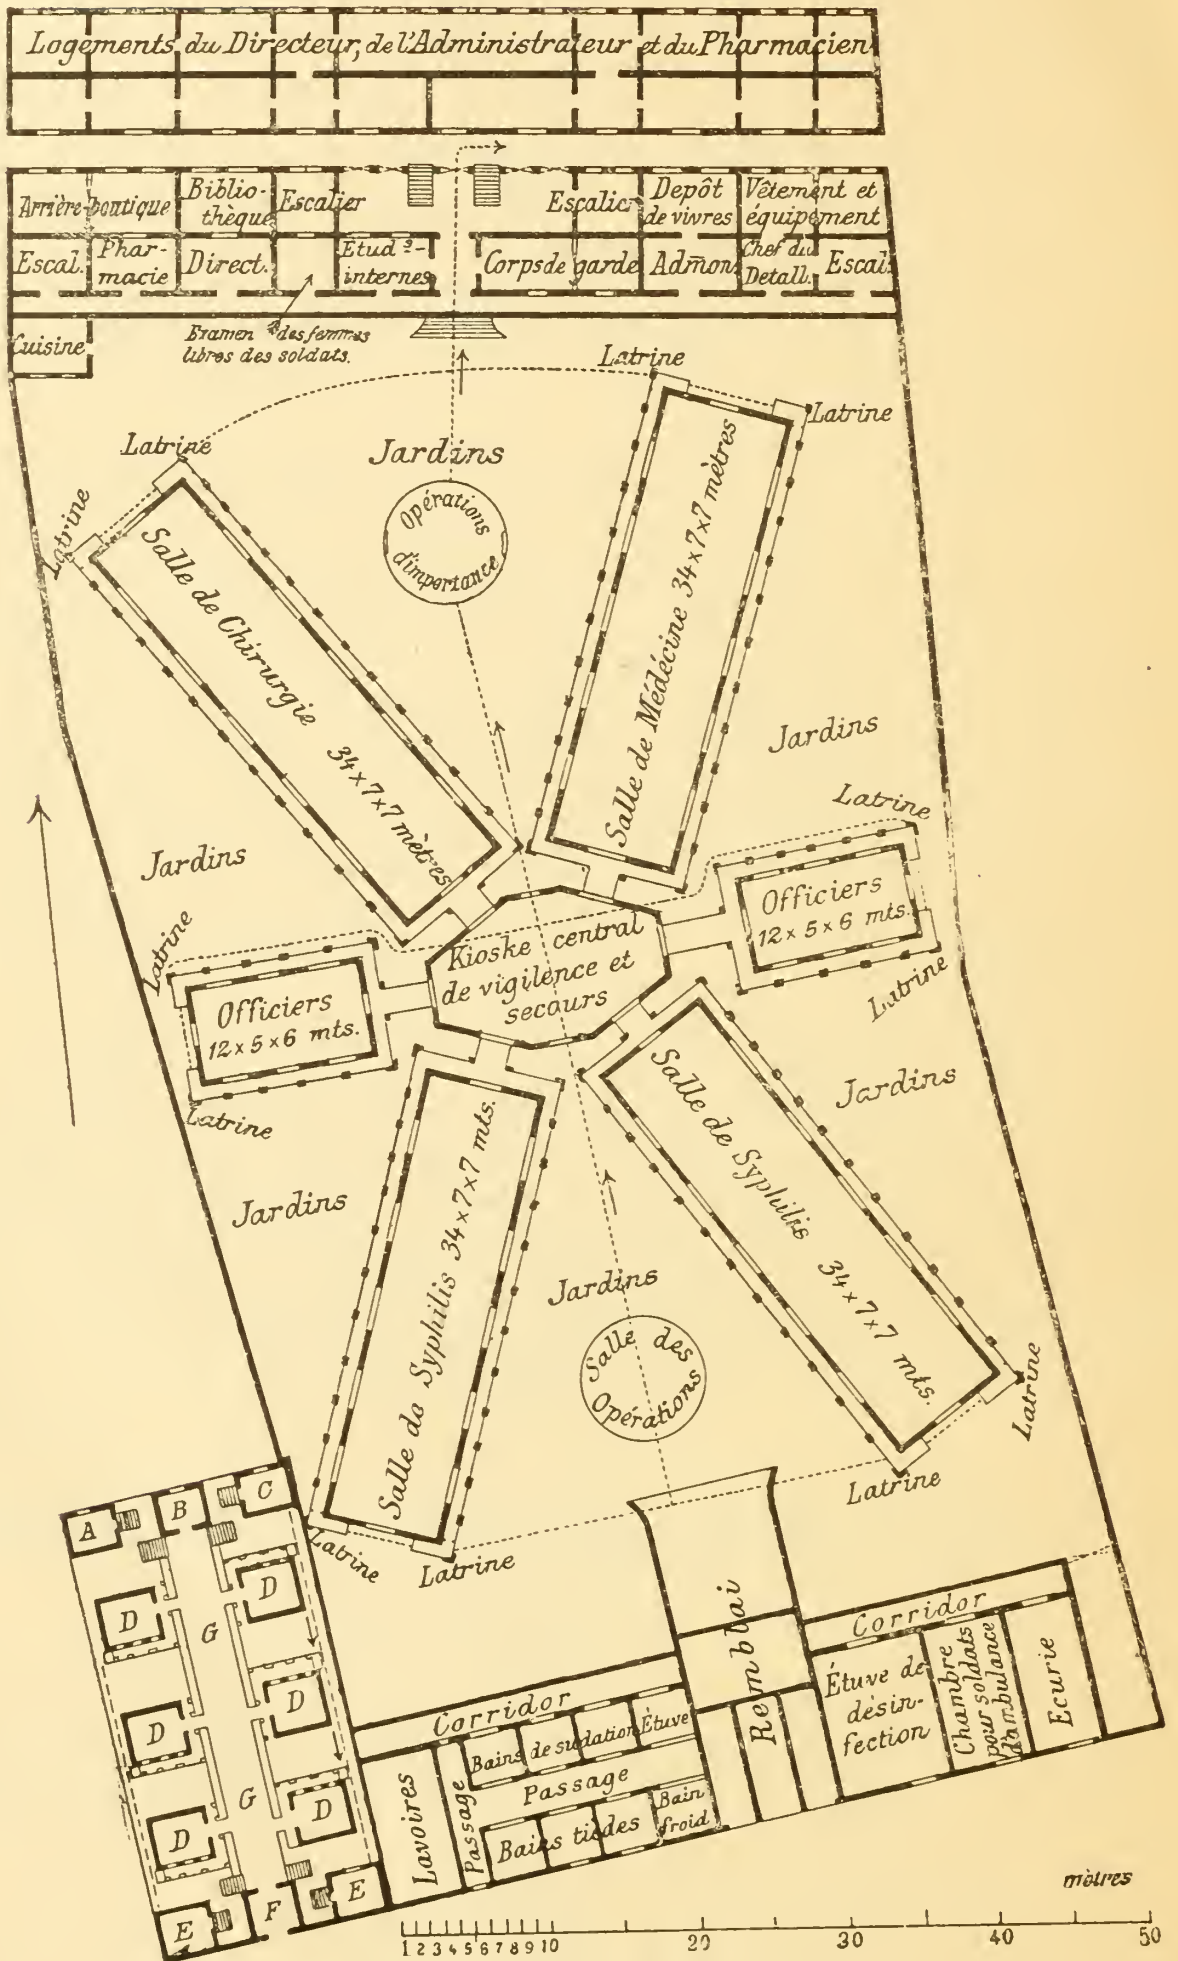 Logements du Directeur, de l'Administrateur et du Pharmacien
Arrière-boutique
Biblio-
thèque
Escalier
Escalier
Depôt
de vivres
Vêtement et
équipement
Escal.
Phar-
macie
Direct.
Etud.s-
internes
Corps de garde
Admon.
Chef du
Detall.
Escal.
Cuisine
Examen des femmes
libres des soldats.
Latrine
Latrine
Latrine
Latrine
Jardins
Opérations
d'impertance
Salle de Chirurgie 34×7×7 mètres
Salle de Médécine 34×7×7 mètres
Jardins
Jardins
Latrine
Officiers
12×5×6 mts.
Latrine
Kioske central
de vigilence et
secours
Latrine
Officiers
12×5×6 mts.
Latrine
Jardins
Jardins
Salle de Syphilis 34×7×7 mts.
Salle de Syphilis 34×7×7 mts.
Jardins
Salle des
Opérations
Latrine
Latrine
Latrine
Latrine
A
B
C
D
D
G
D
D
G
D
D
E
F
E
Corridor
Lavoires
Passage
Bains de sudation
Étuve
Passage
Bains tiédes
Bain
froid
Remblai
Corridor
Étuve de
désin-
fection
Chambre
pour soldats
d'ambulance
Ecurie
mètres
1 2 3 4 5 6 7 8 9 10 20 30 40 50